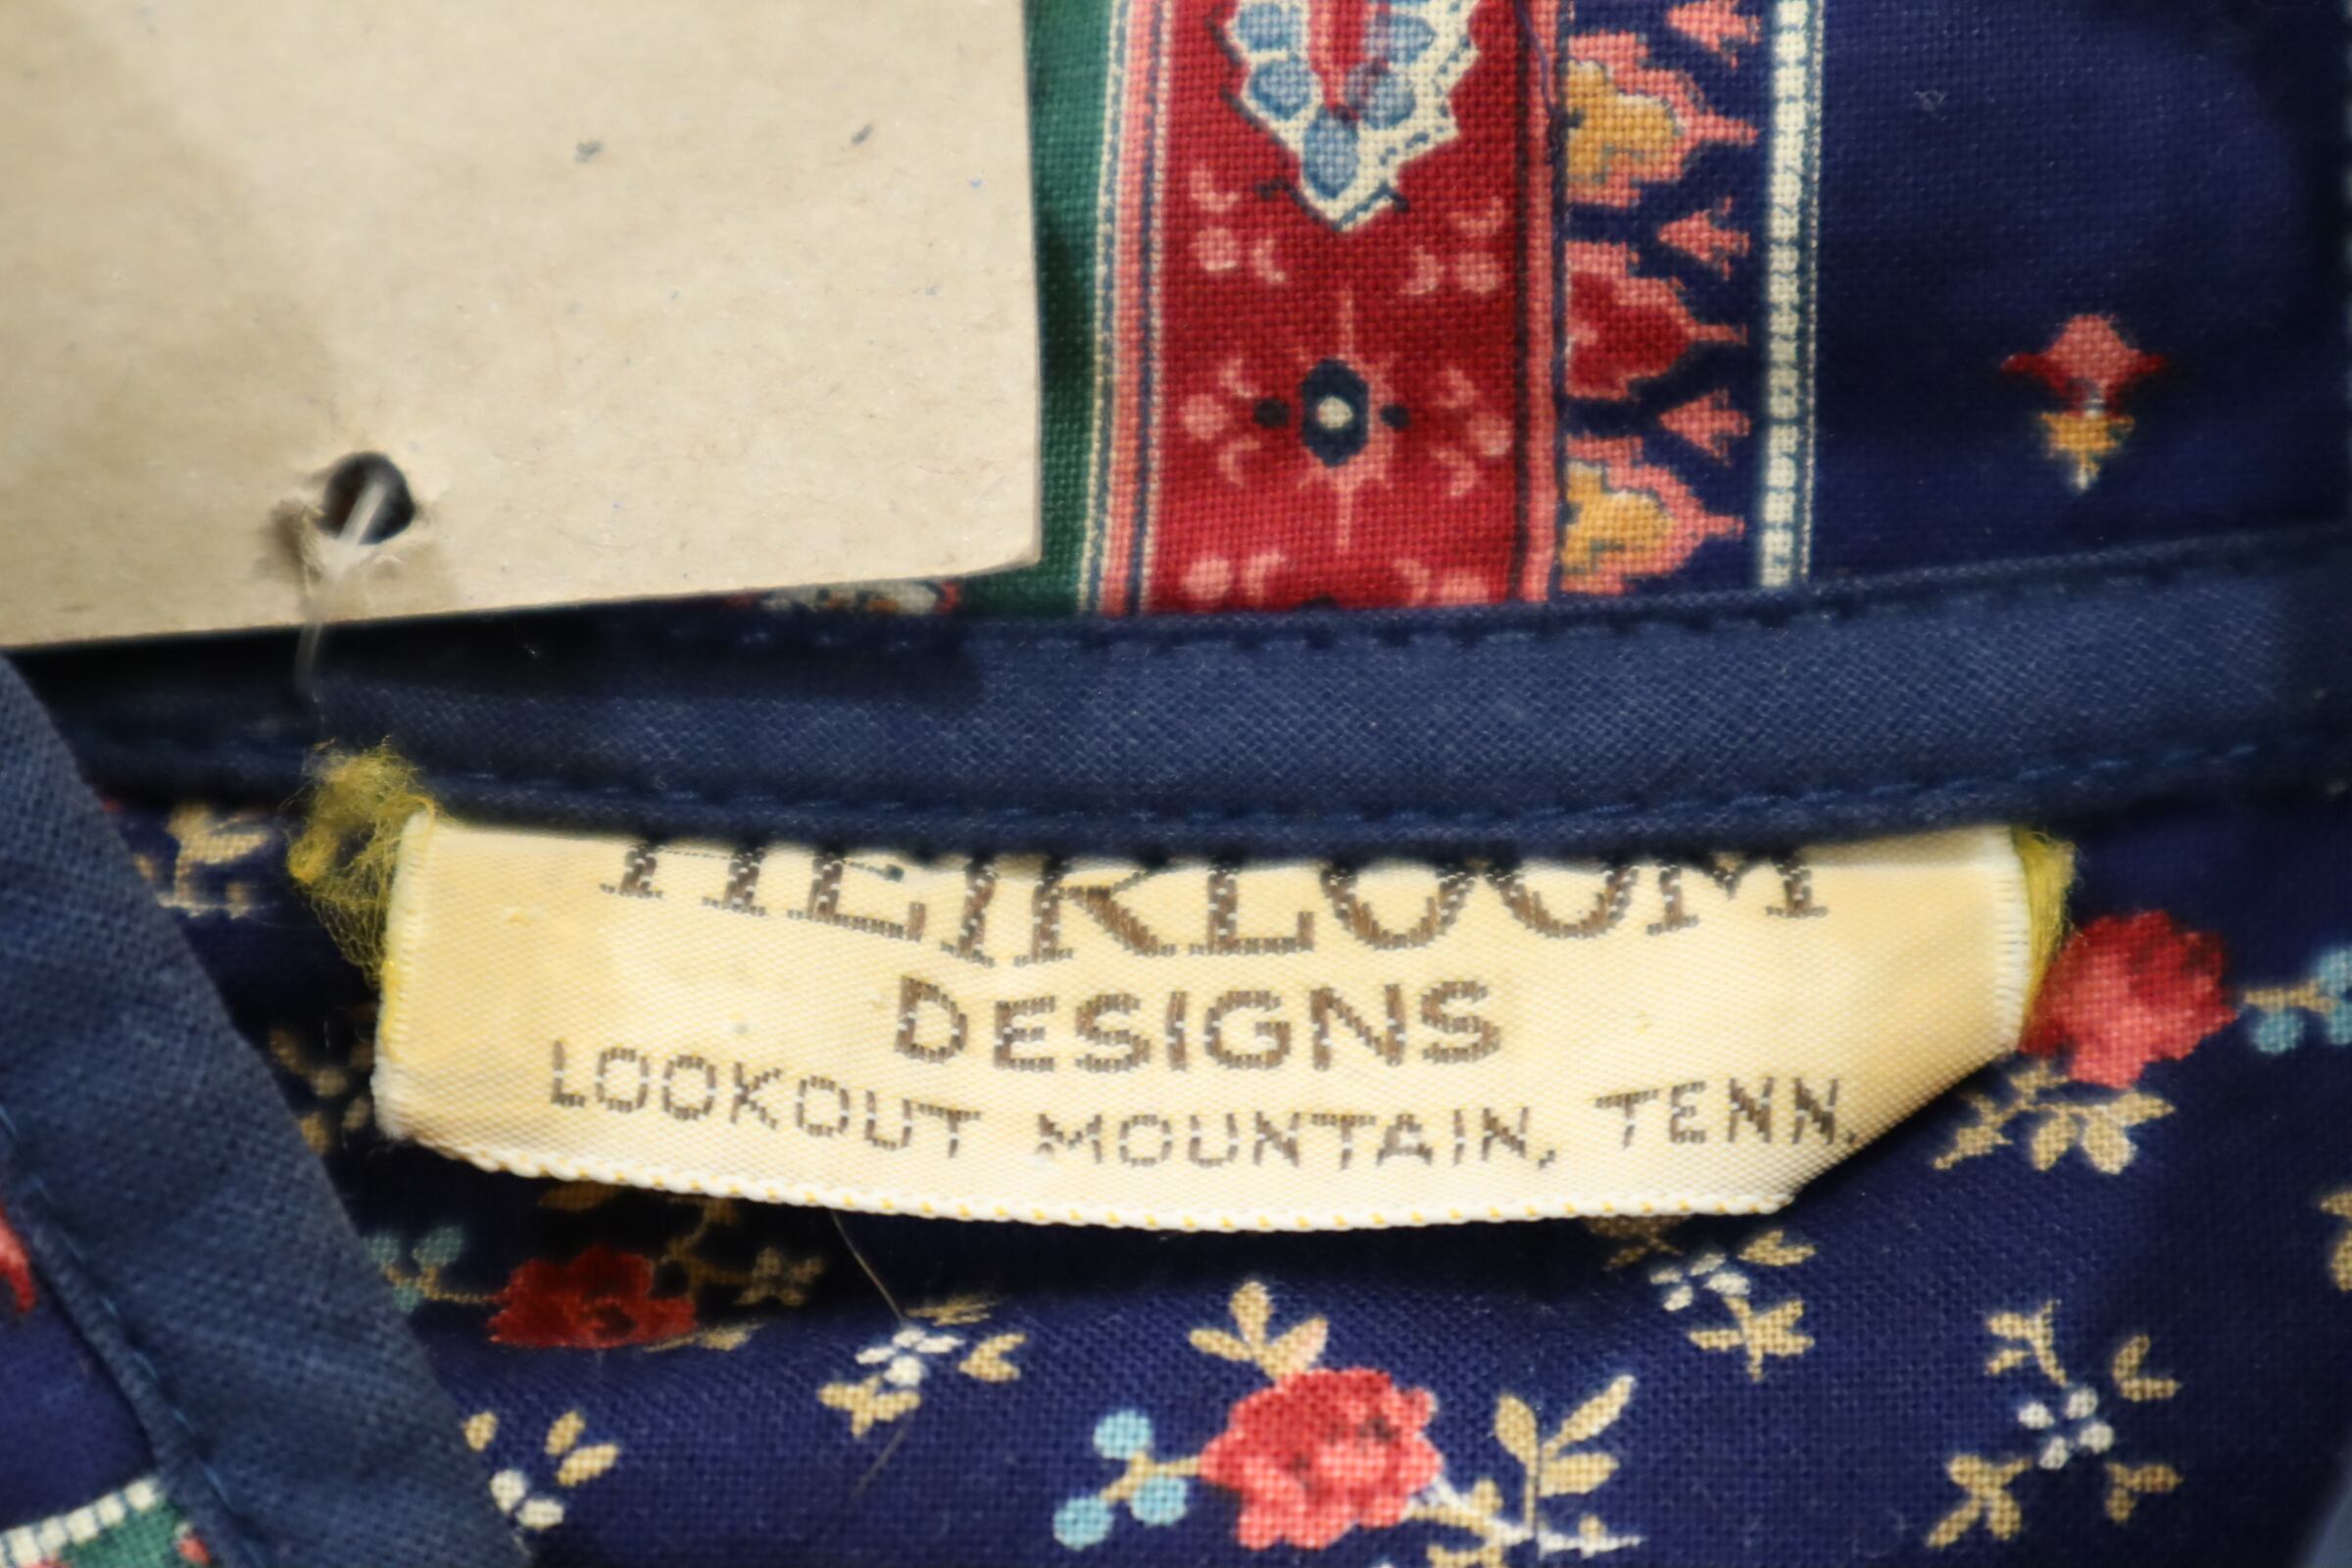 HEIRLOOM
DESIGNS
LOOKOUT MOUNTAIN, TENN.